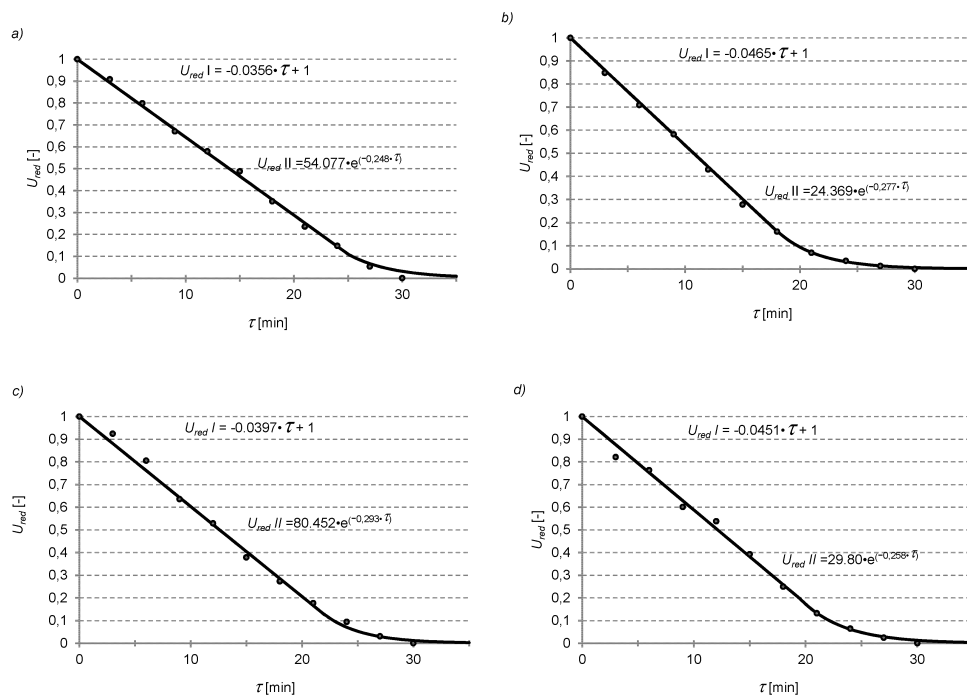 a)
U_red I = -0.0356• τ + 1
U_red II =54.077•e^(−0,248• τ)
U_red [-]
1
0,9
0,8
0,7
0,6
0,5
0,4
0,3
0,2
0,1
0
0 10 20 30
τ [min]
b)
U_red I = -0.0465• τ + 1
U_red II =24.369•e^(−0,277• τ)
U_red [-]
1
0,9
0,8
0,7
0,6
0,5
0,4
0,3
0,2
0,1
0
0 10 20 30
τ [min]
c)
U_red I = -0.0397• τ + 1
U_red II =80.452•e^(−0,293• τ)
U_red [-]
1
0,9
0,8
0,7
0,6
0,5
0,4
0,3
0,2
0,1
0
0 10 20 30
τ [min]
d)
U_red I = -0.0451• τ + 1
U_red II =29.80•e^(−0,258• τ)
U_red [-]
1
0,9
0,8
0,7
0,6
0,5
0,4
0,3
0,2
0,1
0
0 10 20 30
τ [min]